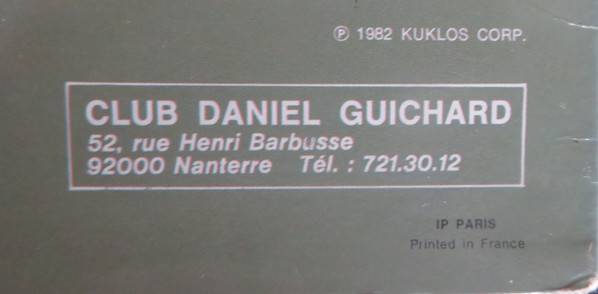 ℗ 1982 KUKLOS CORP.
CLUB DANIEL GUICHARD
52, rue Henri Barbusse
92000 Nanterre Tél. : 721.30.12
IP PARIS
Printed in France